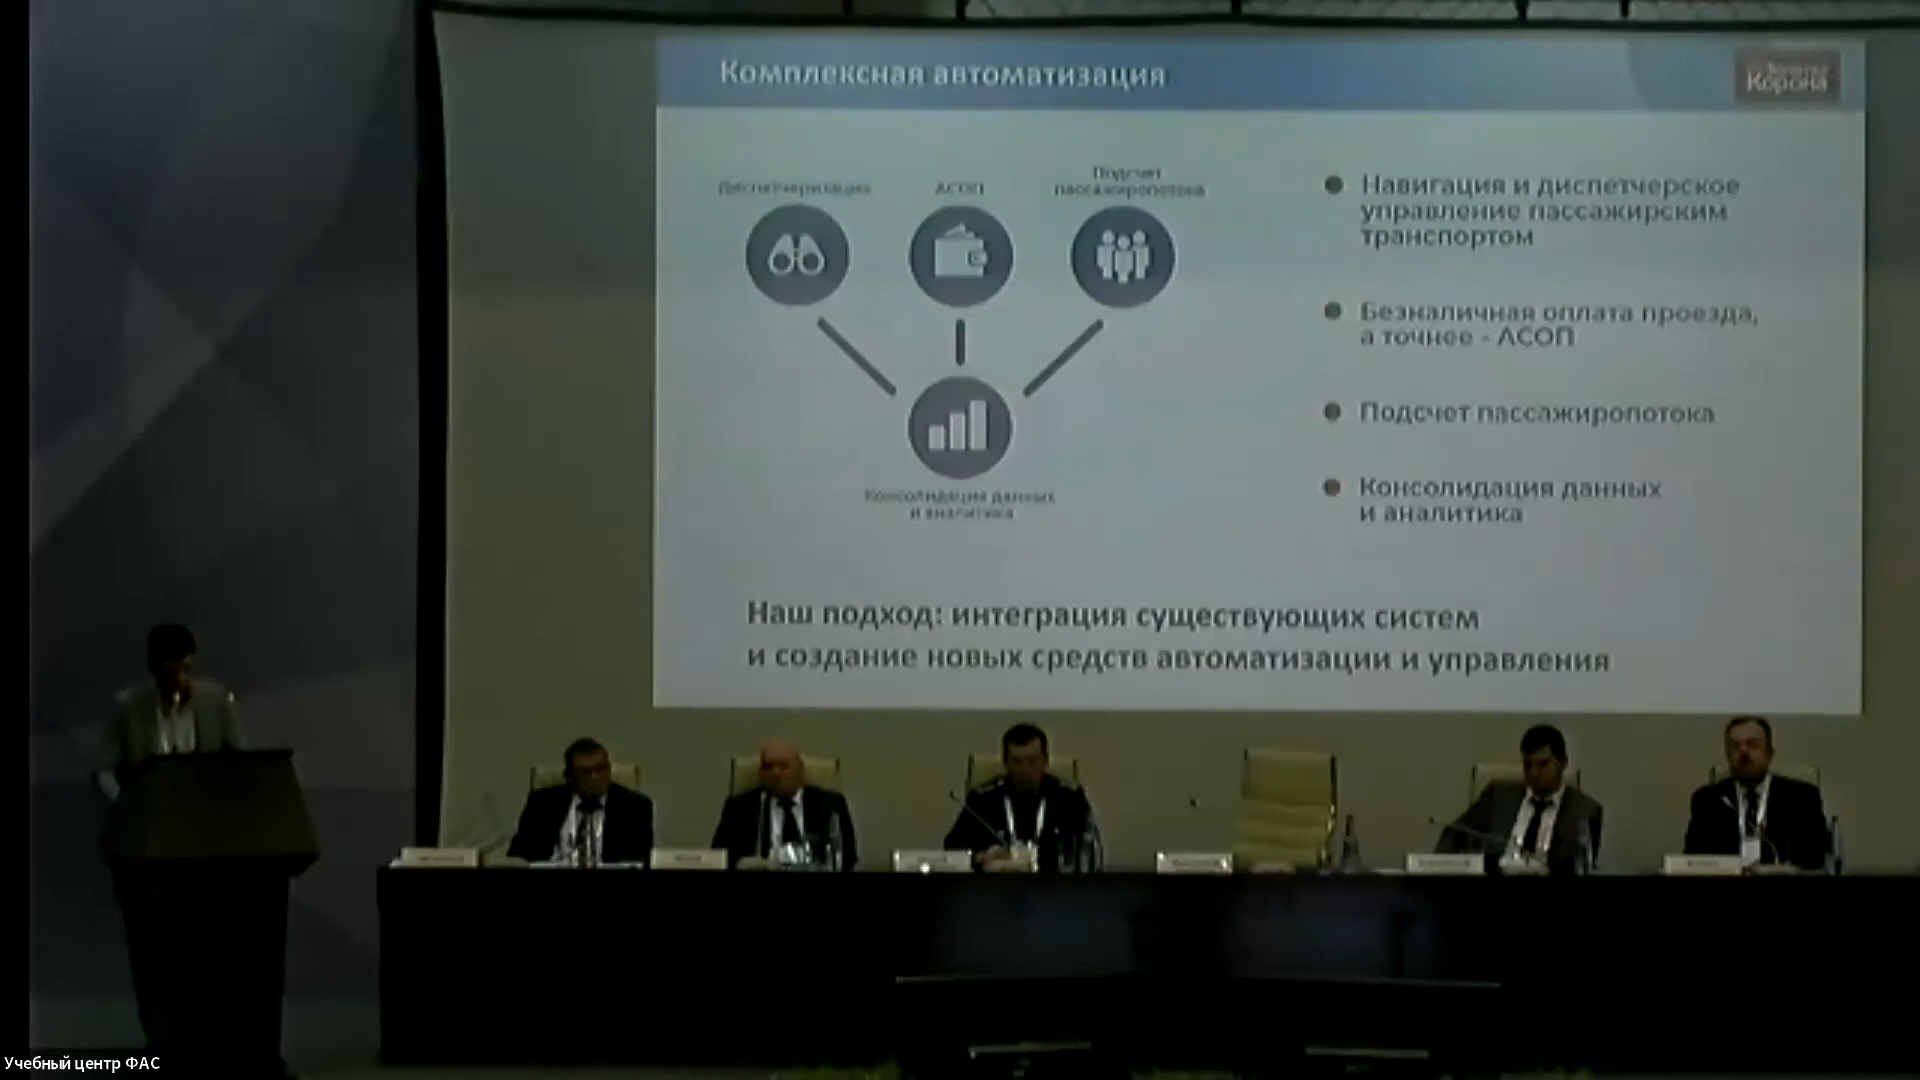 Комплексная автоматизация
Золотая
Корона
Диспетчеризация
АСОП
Подсчет
пассажиропотока
Консолидация данных
и аналитика
Навигация и диспетчерское
управление пассажирским
транспортом
Безналичная оплата проезда,
а точнее - АСОП
Подсчет пассажиропотока
Консолидация данных
и аналитика
Наш подход: интеграция существующих систем
и создание новых средств автоматизации и управления
Учебный центр ФАС